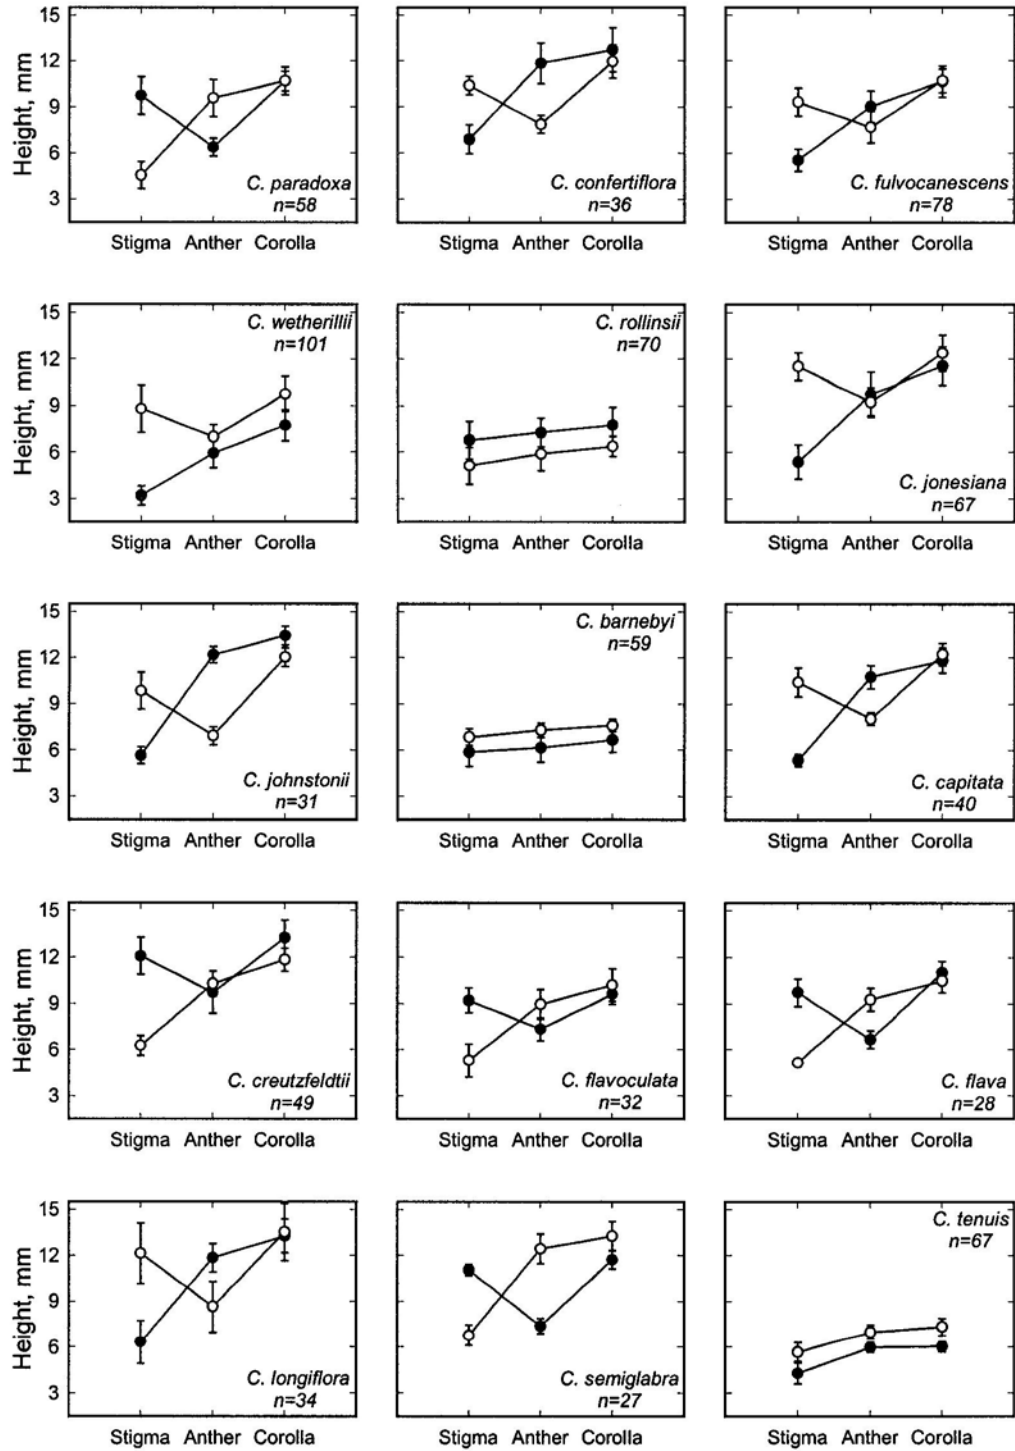 15
12
9
6
3
Height, mm
C. paradoxa
n=58
C. confertiflora
n=36
C. fulvocanescens
n=78
Stigma Anther Corolla
Stigma Anther Corolla
Stigma Anther Corolla
15
12
9
6
3
Height, mm
C. wetherillii
n=101
C. rollinsii
n=70
C. jonesiana
n=67
Stigma Anther Corolla
Stigma Anther Corolla
Stigma Anther Corolla
15
12
9
6
3
Height, mm
C. johnstonii
n=31
C. barnebyi
n=59
C. capitata
n=40
Stigma Anther Corolla
Stigma Anther Corolla
Stigma Anther Corolla
15
12
9
6
3
Height, mm
C. creutzfeldtii
n=49
C. flavoculata
n=32
C. flava
n=28
Stigma Anther Corolla
Stigma Anther Corolla
Stigma Anther Corolla
15
12
9
6
3
Height, mm
C. longiflora
n=34
C. semiglabra
n=27
C. tenuis
n=67
Stigma Anther Corolla
Stigma Anther Corolla
Stigma Anther Corolla